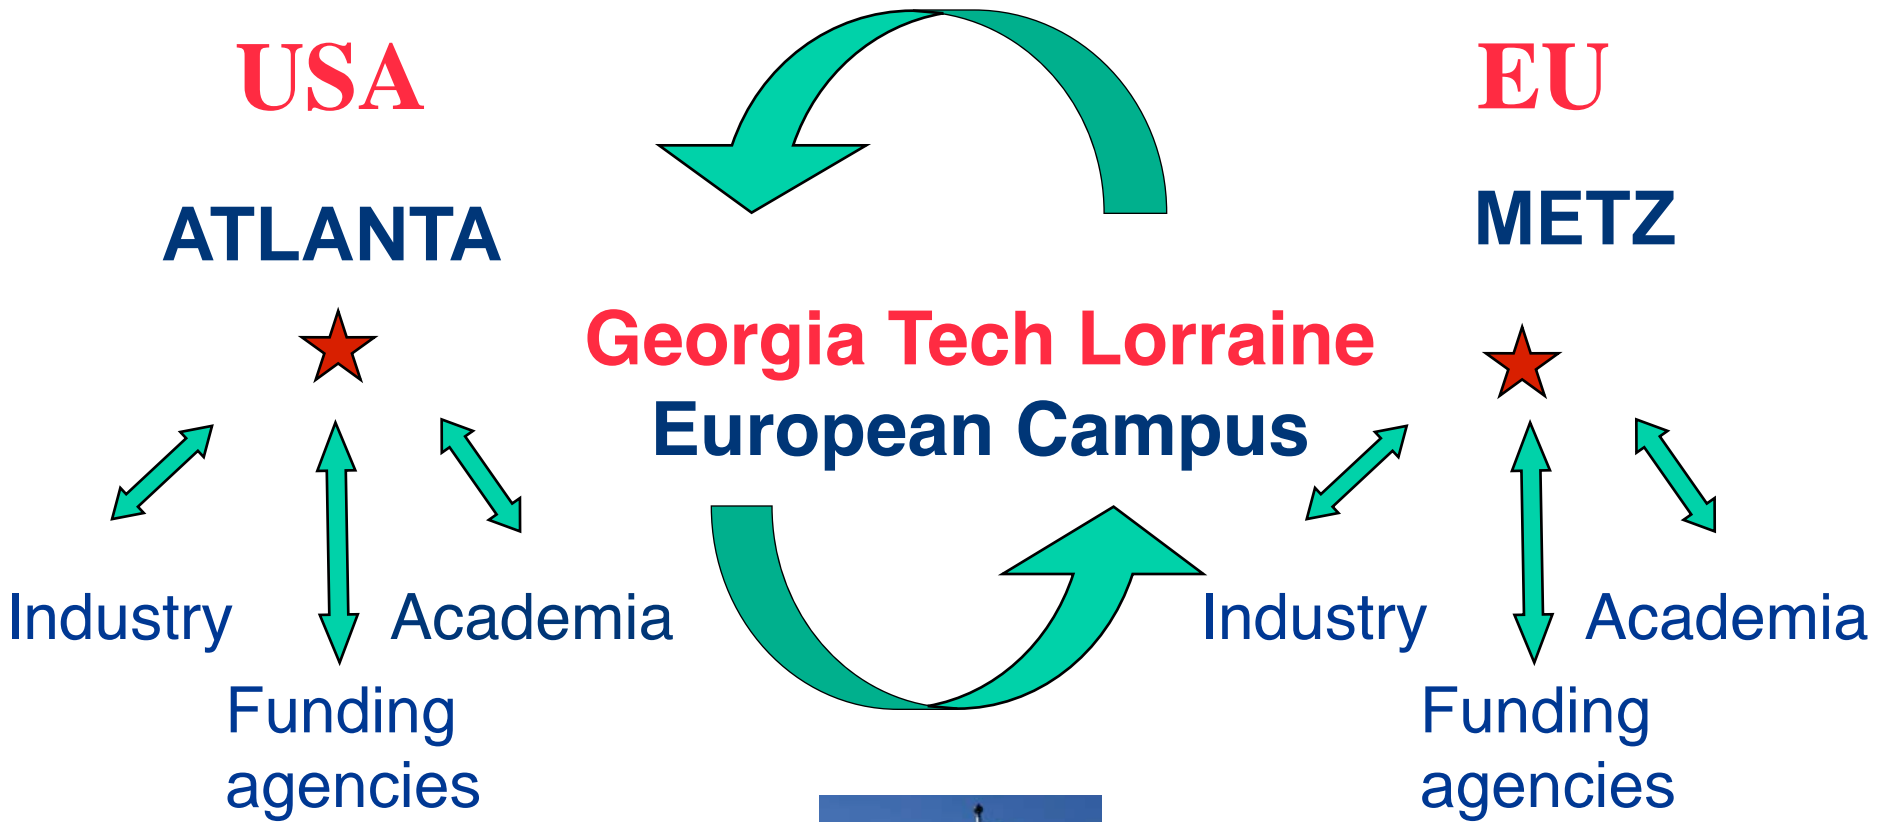 USA
EU
ATLANTA
METZ
Georgia Tech Lorraine
European Campus
Industry
Academia
Funding
agencies
Industry
Academia
Funding
agencies